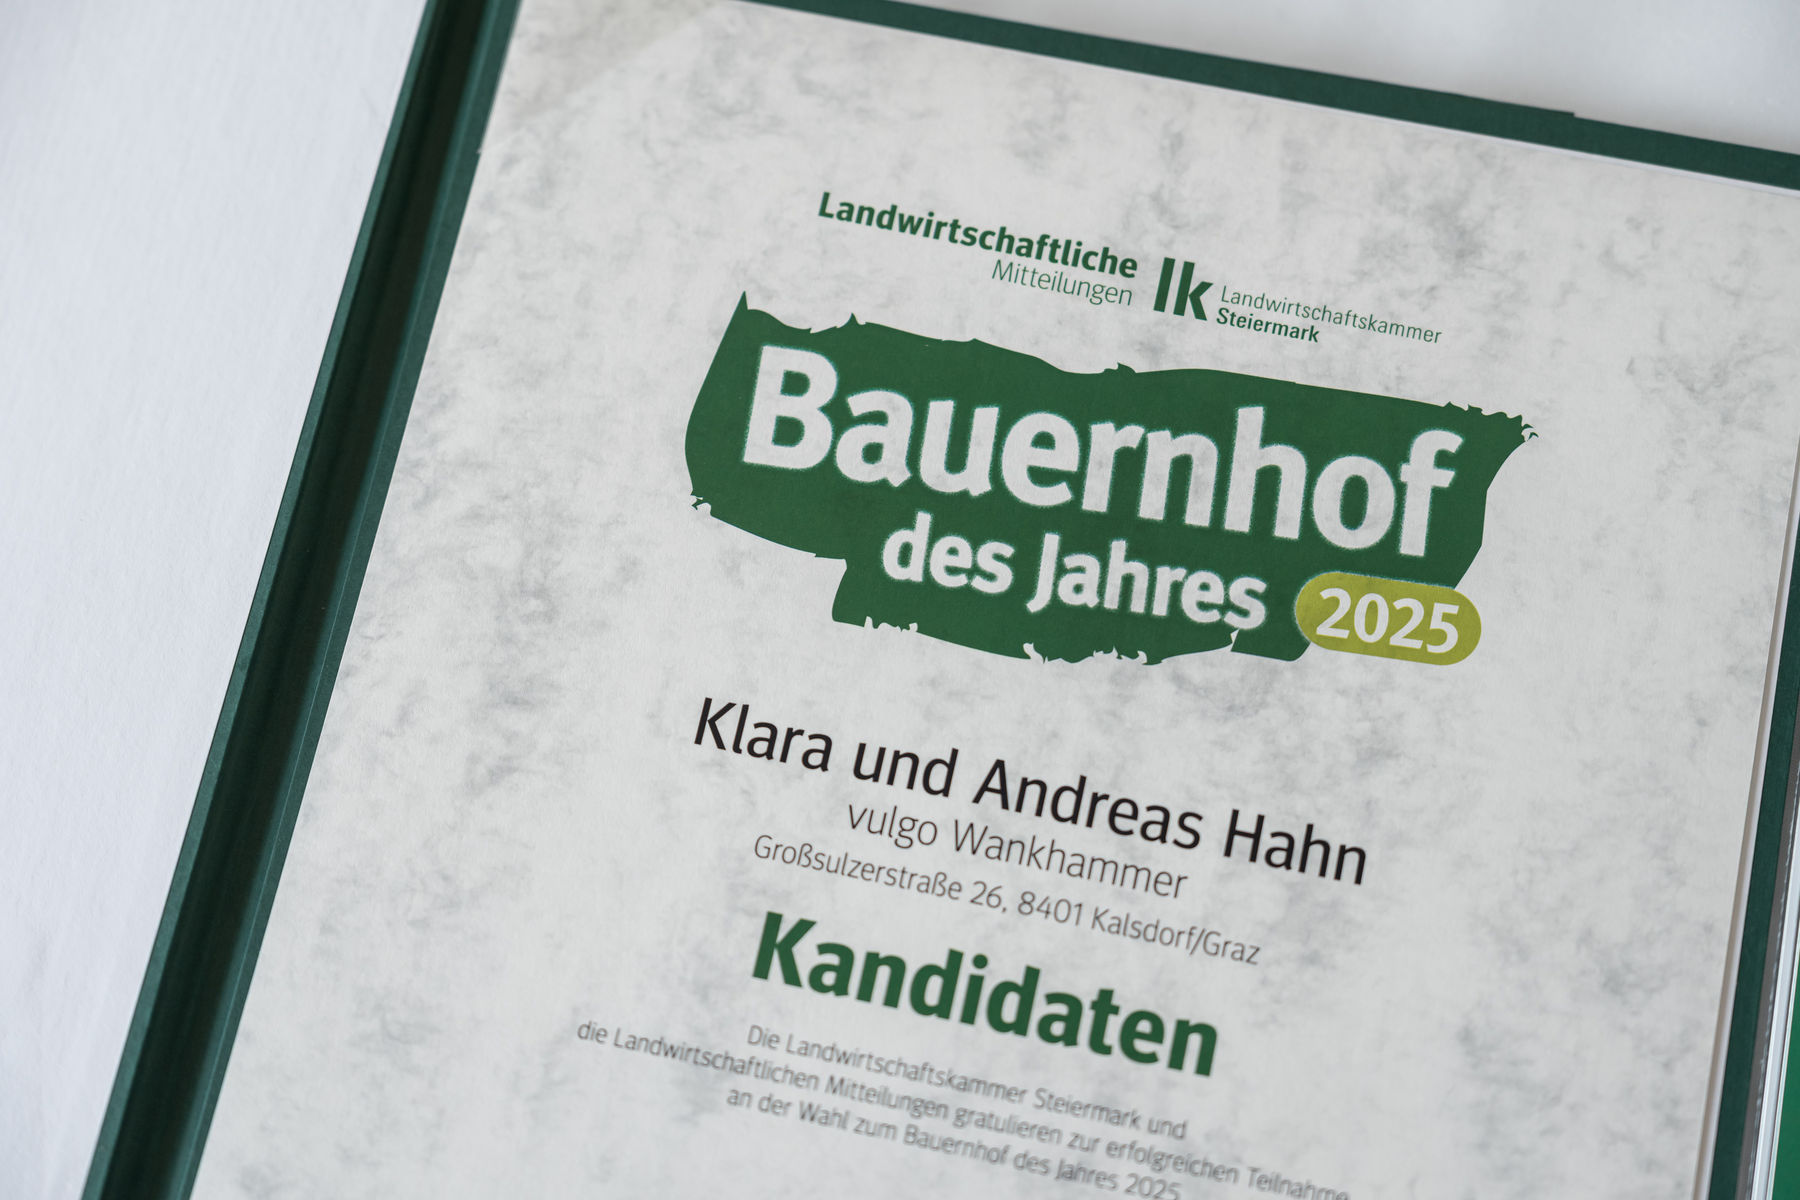 Landwirtschaftliche
Mitteilungen
lk
Landwirtschaftskammer
Steiermark
Bauernhof
des Jahres
2025
Klara und Andreas Hahn
vulgo Wankhammer
Großsulzerstraße 26, 8401 Kalsdorf/Graz
Kandidaten
Die Landwirtschaftskammer Steiermark und
die Landwirtschaftlichen Mitteilungen gratulieren zur erfolgreichen Teilnahme
an der Wahl zum Bauernhof des Jahres 2025